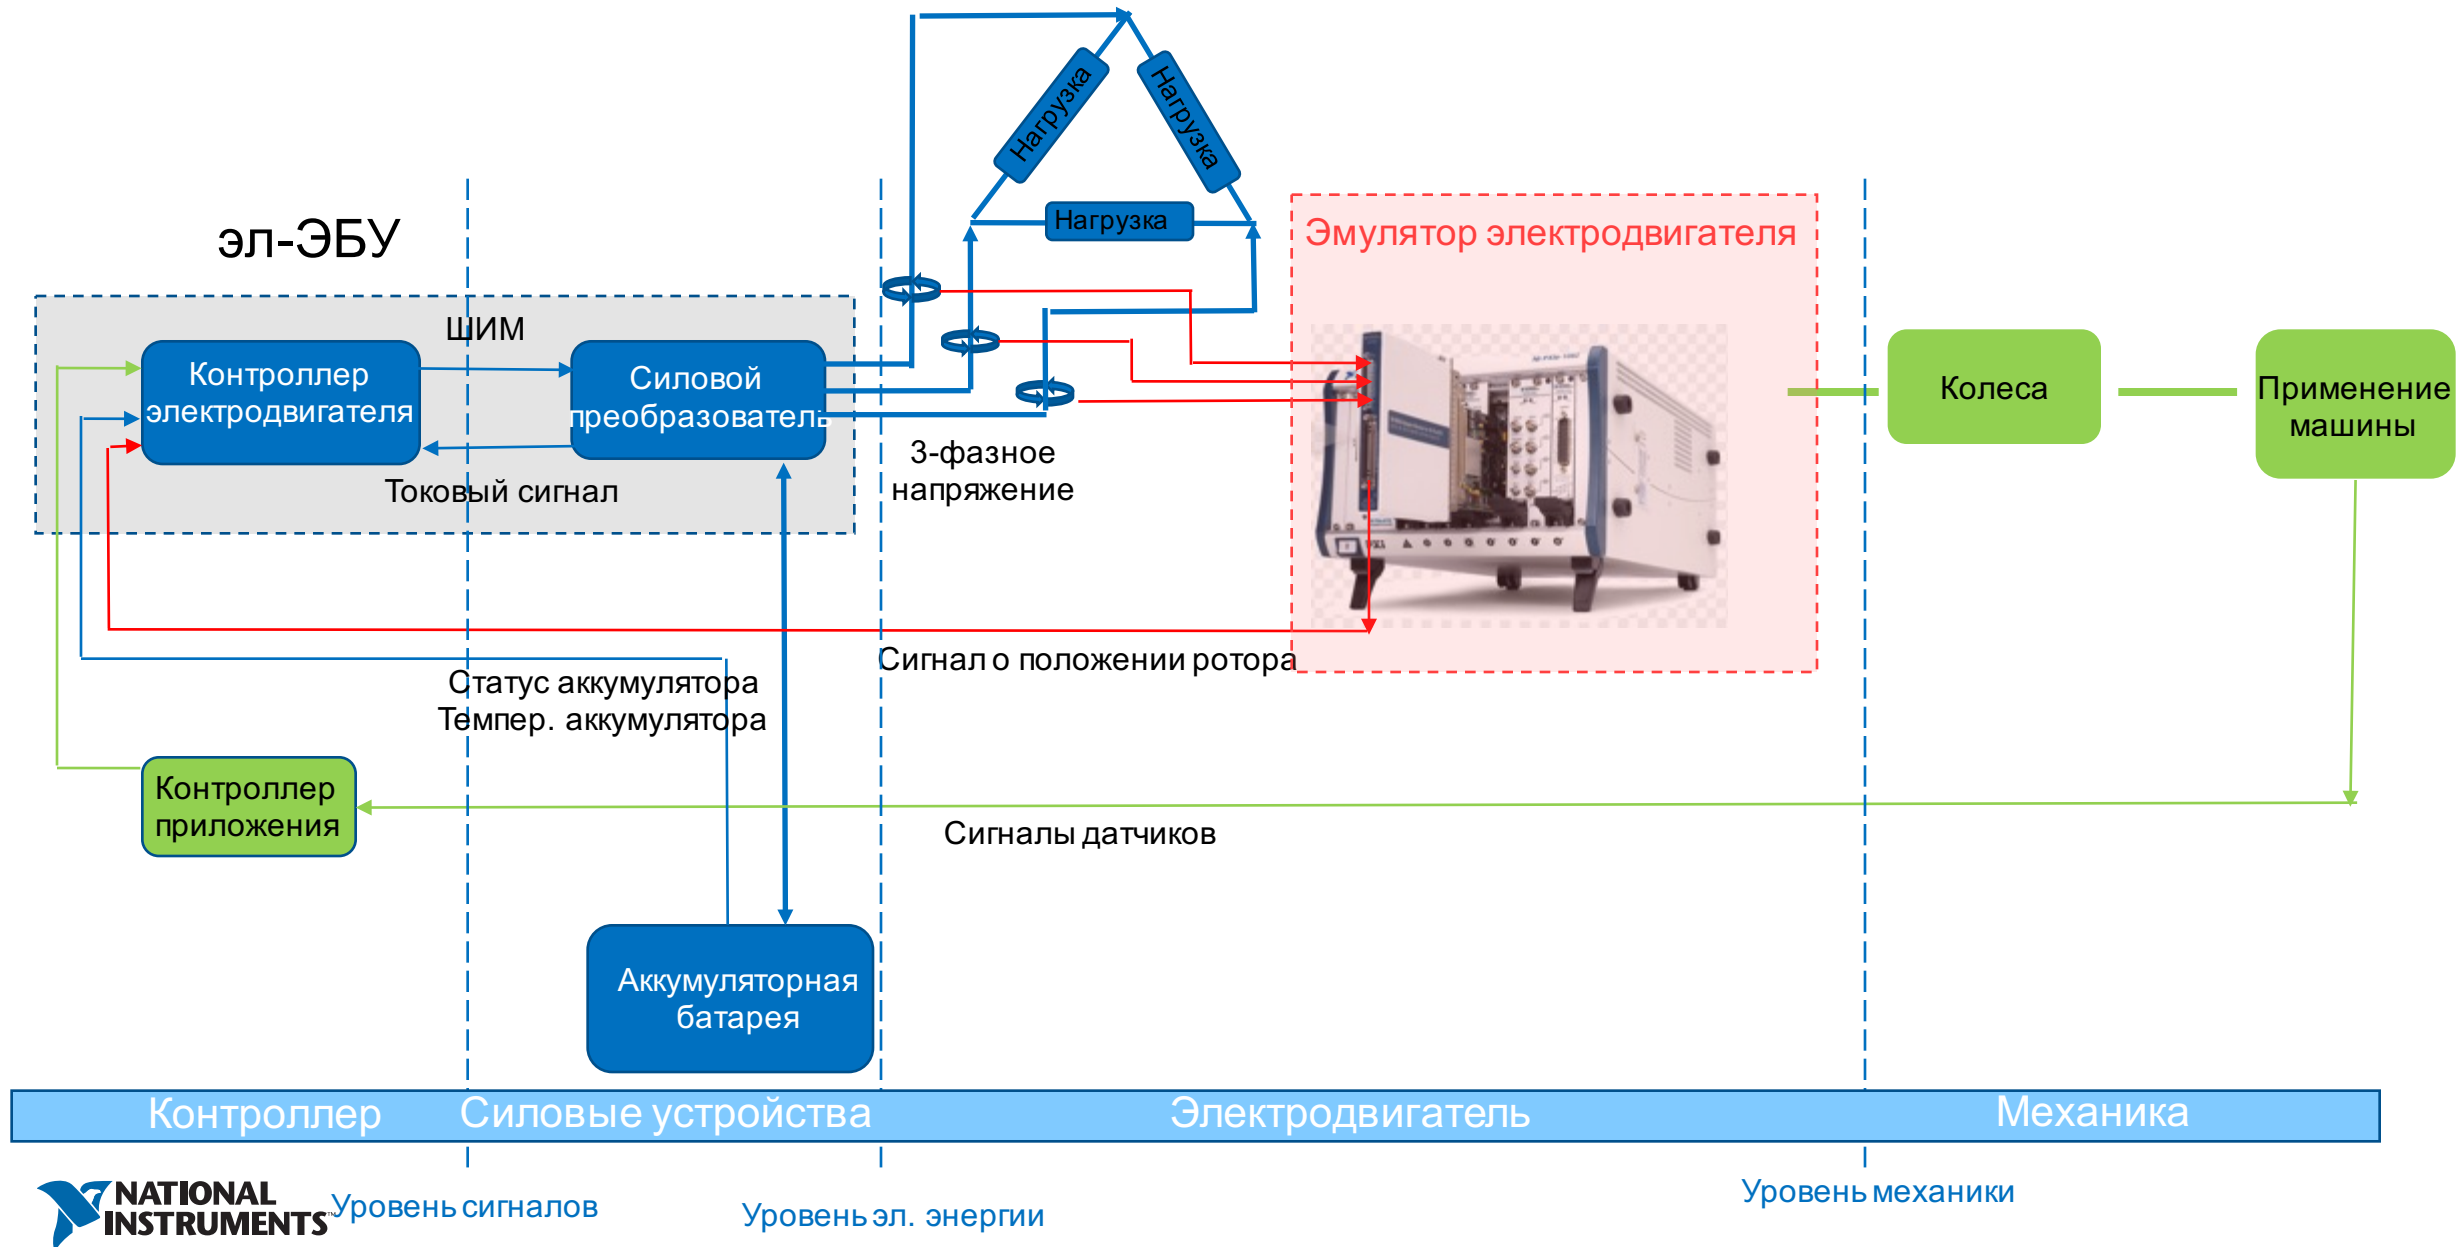 Нагрузка
Нагрузка
Нагрузка
эл-ЭБУ
Эмулятор электродвигателя
ШИМ
Контроллер
электродвигателя
Силовой
преобразователь
Токовый сигнал
3-фазное
напряжение
Колеса
Применение
машины
Сигнал о положении ротора
Статус аккумулятора
Темпер. аккумулятора
Контроллер
приложения
Сигналы датчиков
Аккумуляторная
батарея
Контроллер
Силовые устройства
Электродвигатель
Механика
NATIONAL
INSTRUMENTS
Уровень сигналов
Уровень эл. энергии
Уровень механики